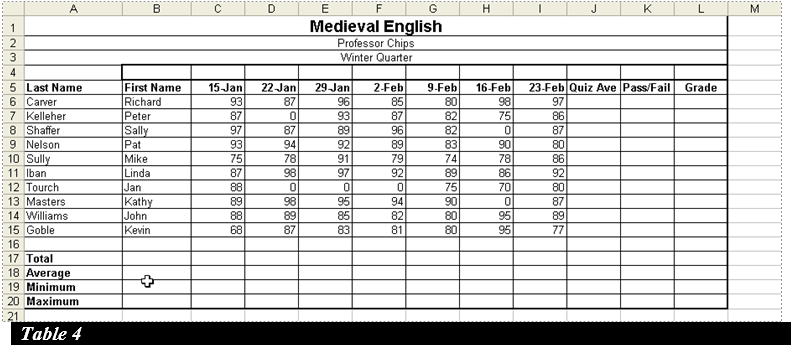 A B C D E F G H I J K L M
1 Medieval English
2 Professor Chips
3 Winter Quarter
4
5 Last Name First Name 15-Jan 22-Jan 29-Jan 2-Feb 9-Feb 16-Feb 23-Feb Quiz Ave Pass/Fail Grade
6 Carver Richard 93 87 96 85 80 98 97
7 Kelleher Peter 87 0 93 87 82 75 86
8 Shaffer Sally 97 87 89 96 82 0 87
9 Nelson Pat 93 94 92 89 83 90 80
10 Sully Mike 75 78 91 79 74 78 86
11 Iban Linda 87 98 97 92 89 86 92
12 Tourch Jan 88 0 0 0 75 70 80
13 Masters Kathy 89 98 95 94 90 0 87
14 Williams John 88 89 85 82 80 95 89
15 Goble Kevin 68 87 83 81 80 95 77
16
17 Total
18 Average
19 Minimum
20 Maximum
21
Table 4